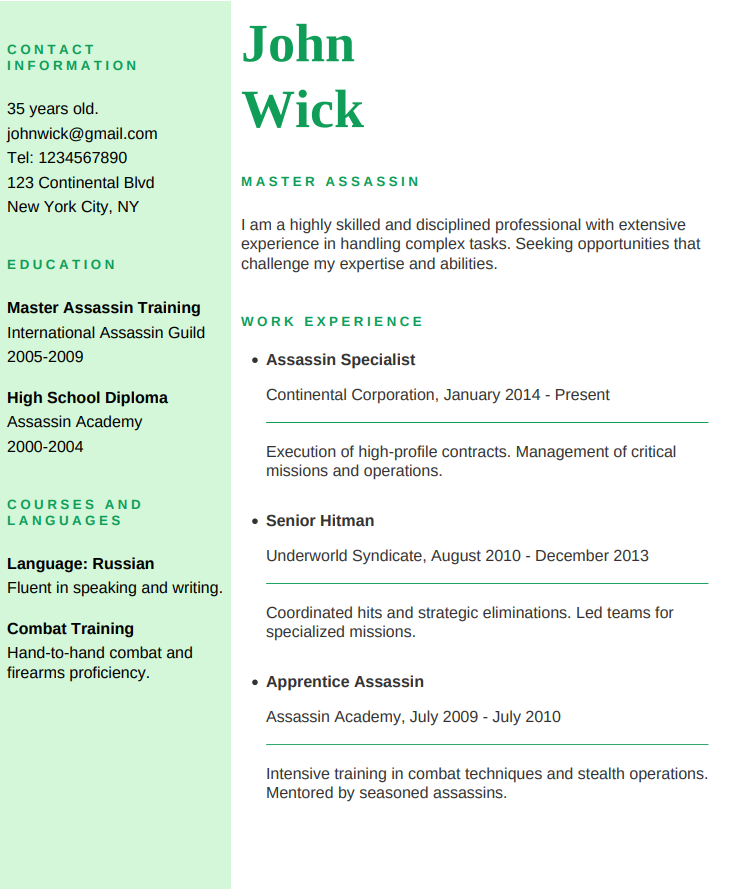 CONTACT
INFORMATION
35 years old.
johnwick@gmail.com
Tel: 1234567890
123 Continental Blvd
New York City, NY
EDUCATION
Master Assassin Training
International Assassin Guild
2005-2009
High School Diploma
Assassin Academy
2000-2004
COURSES AND
LANGUAGES
Language: Russian
Fluent in speaking and writing.
Combat Training
Hand-to-hand combat and
firearms proficiency.
John
Wick
MASTER ASSASSIN
I am a highly skilled and disciplined professional with extensive
experience in handling complex tasks. Seeking opportunities that
challenge my expertise and abilities.
WORK EXPERIENCE
• Assassin Specialist
Continental Corporation, January 2014 - Present
Execution of high-profile contracts. Management of critical
missions and operations.
• Senior Hitman
Underworld Syndicate, August 2010 - December 2013
Coordinated hits and strategic eliminations. Led teams for
specialized missions.
• Apprentice Assassin
Assassin Academy, July 2009 - July 2010
Intensive training in combat techniques and stealth operations.
Mentored by seasoned assassins.